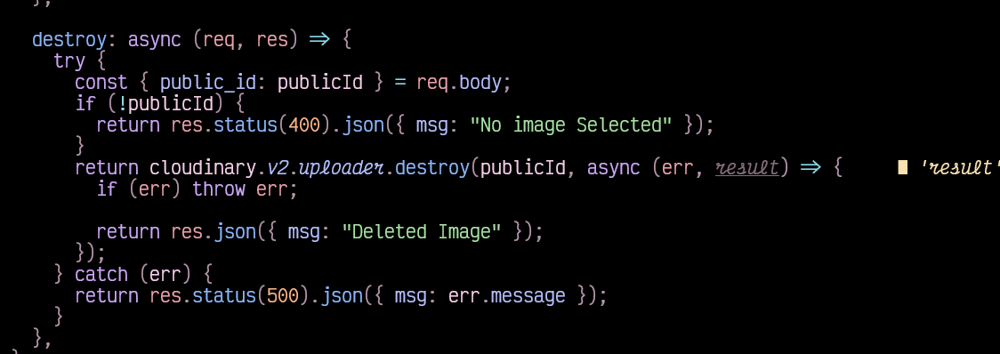 },
destroy: async (req, res) => {
try {
const { public_id: publicId } = req.body;
if (!publicId) {
return res.status(400).json({ msg: "No image Selected" });
}
return cloudinary.v2.uploader.destroy(publicId, async (err, result) => { ■ 'result'
if (err) throw err;
return res.json({ msg: "Deleted Image" });
});
} catch (err) {
return res.status(500).json({ msg: err.message });
}
},
}